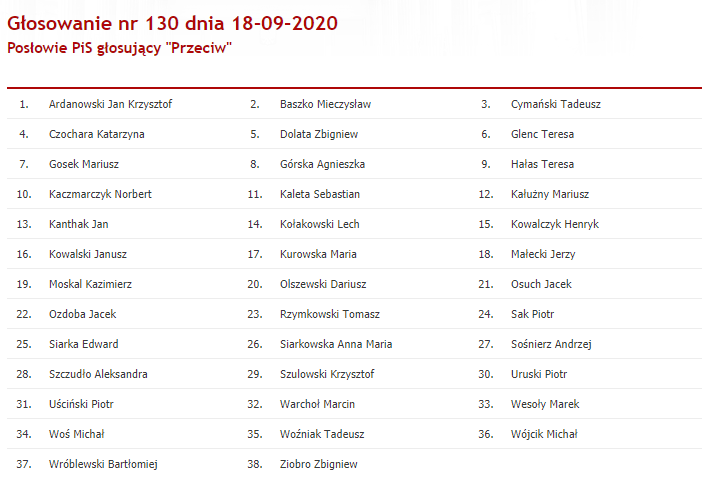 Głosowanie nr 130 dnia 18-09-2020
Posłowie PiS głosujący "Przeciw"
1. Ardanowski Jan Krzysztof 2. Baszko Mieczysław 3. Cymański Tadeusz
4. Czochara Katarzyna 5. Dolata Zbigniew 6. Glenc Teresa
7. Gosek Mariusz 8. Górska Agnieszka 9. Hałas Teresa
10. Kaczmarczyk Norbert 11. Kaleta Sebastian 12. Kałużny Mariusz
13. Kanthak Jan 14. Kołakowski Lech 15. Kowalczyk Henryk
16. Kowalski Janusz 17. Kurowska Maria 18. Małecki Jerzy
19. Moskal Kazimierz 20. Olszewski Dariusz 21. Osuch Jacek
22. Ozdoba Jacek 23. Rzymkowski Tomasz 24. Sak Piotr
25. Siarka Edward 26. Siarkowska Anna Maria 27. Sośnierz Andrzej
28. Szczudło Aleksandra 29. Szulowski Krzysztof 30. Uruski Piotr
31. Uściński Piotr 32. Warchoł Marcin 33. Wesoły Marek
34. Woś Michał 35. Woźniak Tadeusz 36. Wójcik Michał
37. Wróblewski Bartłomiej 38. Ziobro Zbigniew